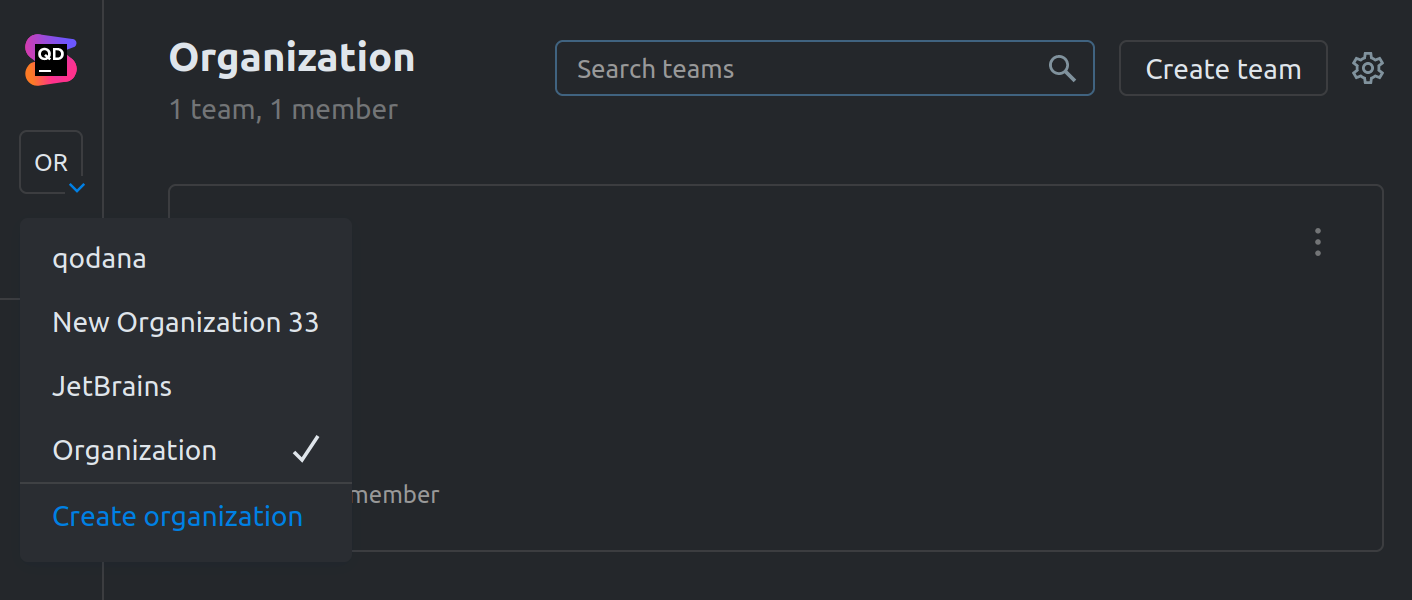 QD
Organization
Search teams
Create team
1 team, 1 member
OR
qodana
New Organization 33
JetBrains
Organization
member
Create organization